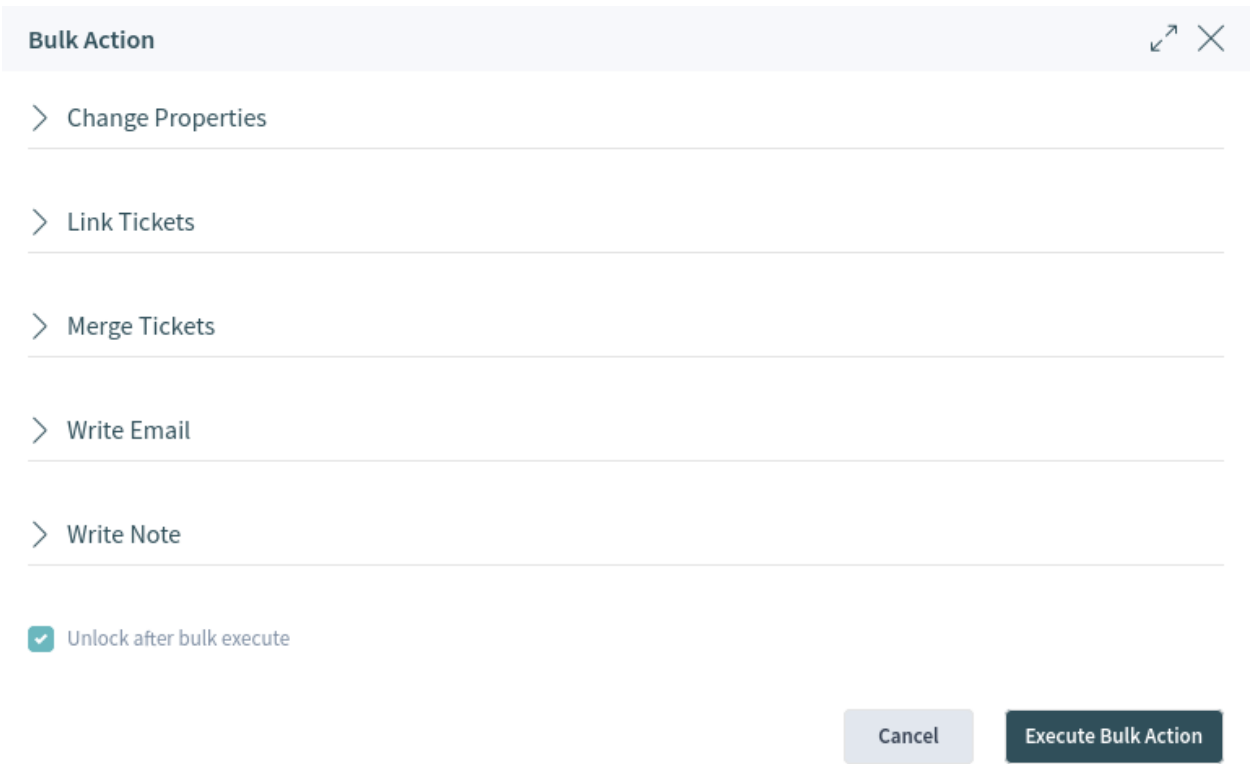 Bulk Action
Change Properties
Link Tickets
Merge Tickets
Write Email
Write Note
Unlock after bulk execute
Cancel
Execute Bulk Action